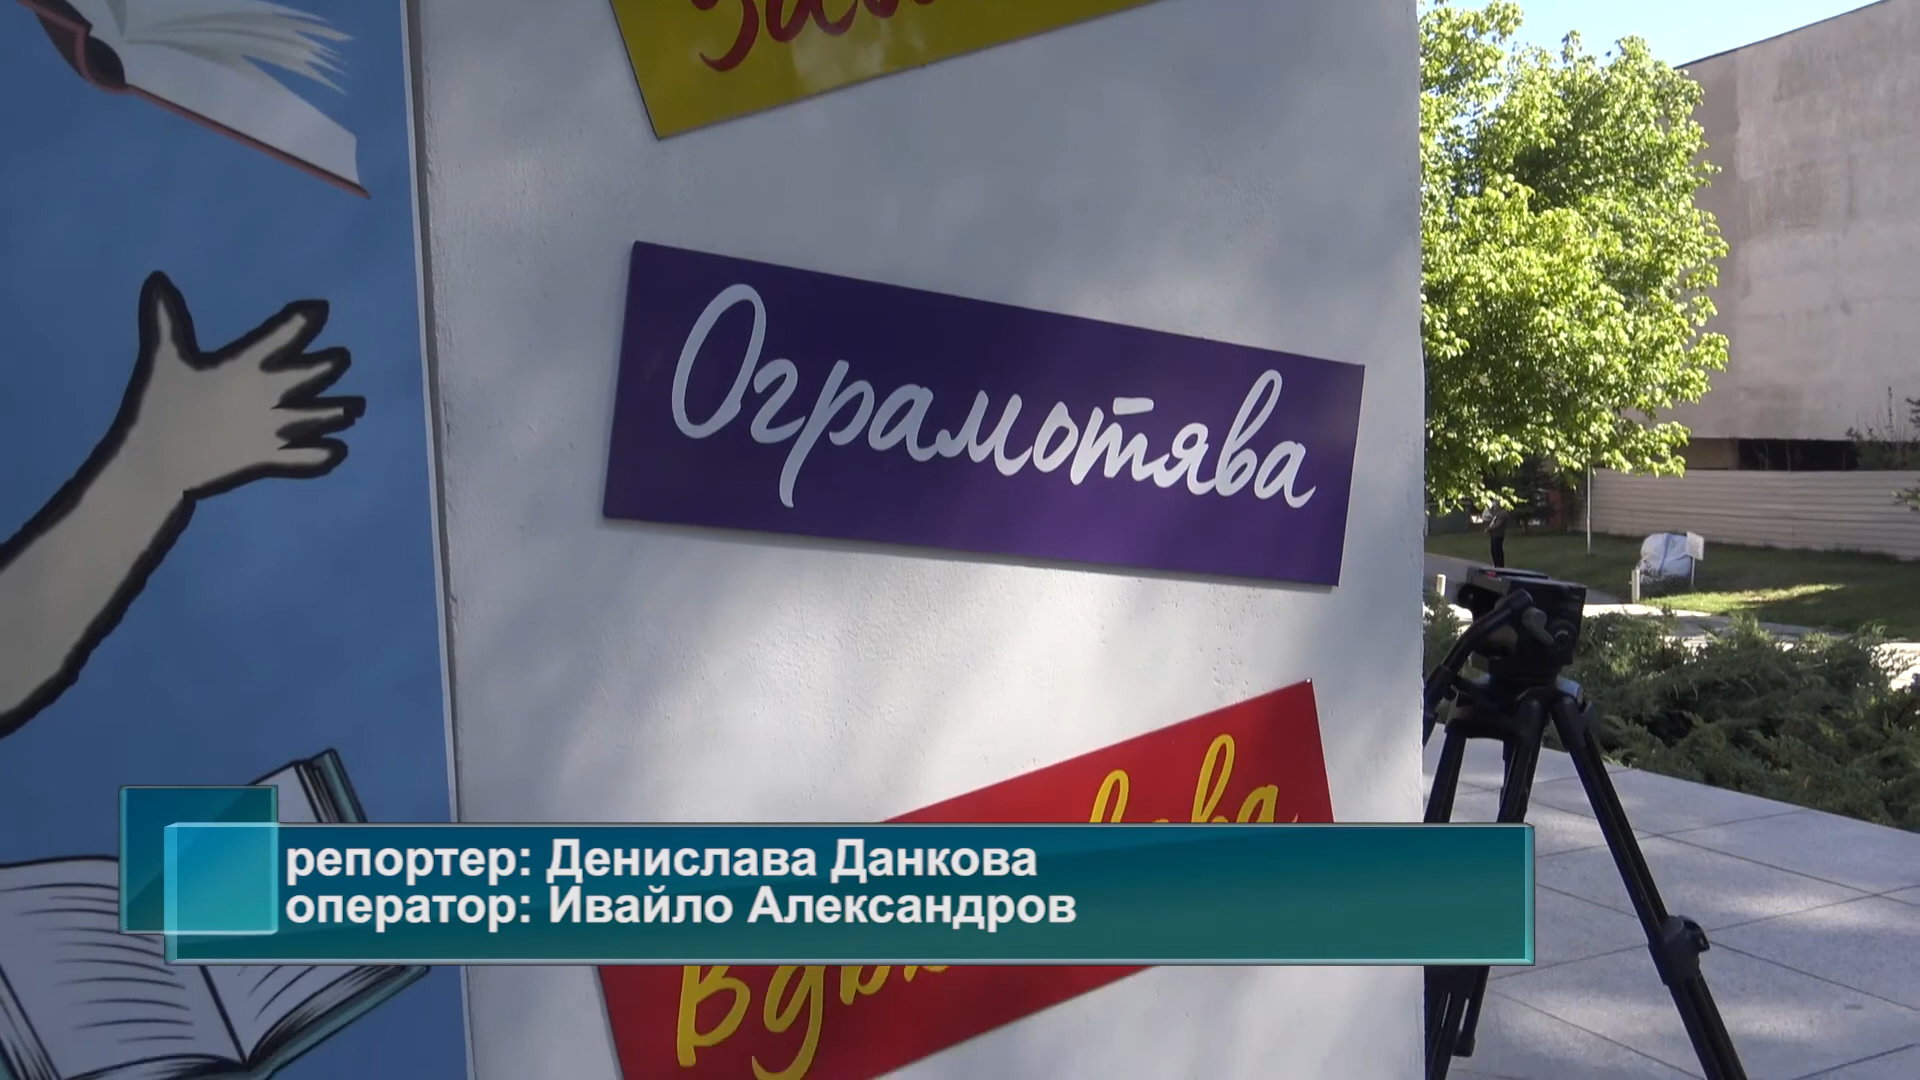 Ограмотява
репортер: Денислава Данкова
оператор: Ивайло Александров